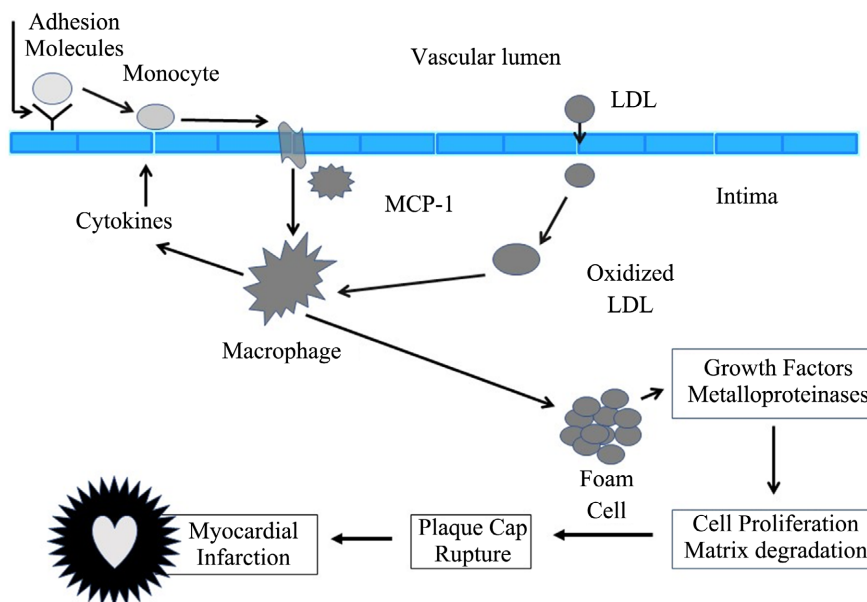 Adhesion
Molecules
Monocyte
Vascular lumen
LDL
MCP-1
Intima
Cytokines
Oxidized
LDL
Macrophage
Growth Factors
Metalloproteinases
Foam
Cell
Cell Proliferation
Matrix degradation
Plaque Cap
Rupture
Myocardial
Infarction